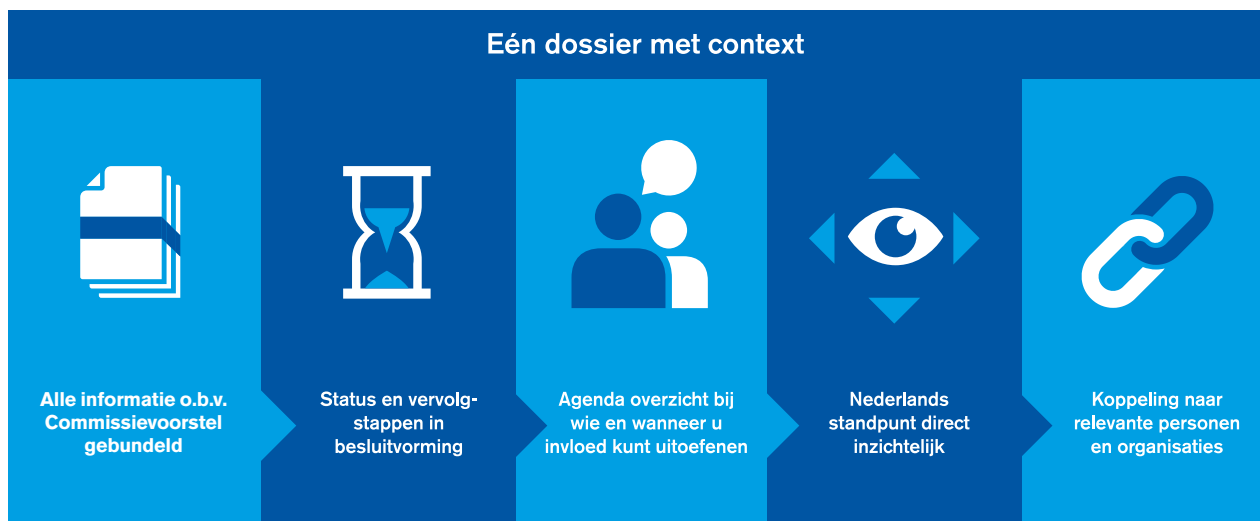 Eén dossier met context
Alle informatie o.b.v.
Commissievoorstel
gebundeld
Status en vervolg-
stappen in
besluitvorming
Agenda overzicht bij
wie en wanneer u
invloed kunt uitoefenen
Nederlands
standpunt direct
inzichtelijk
Koppeling naar
relevante personen
en organisaties